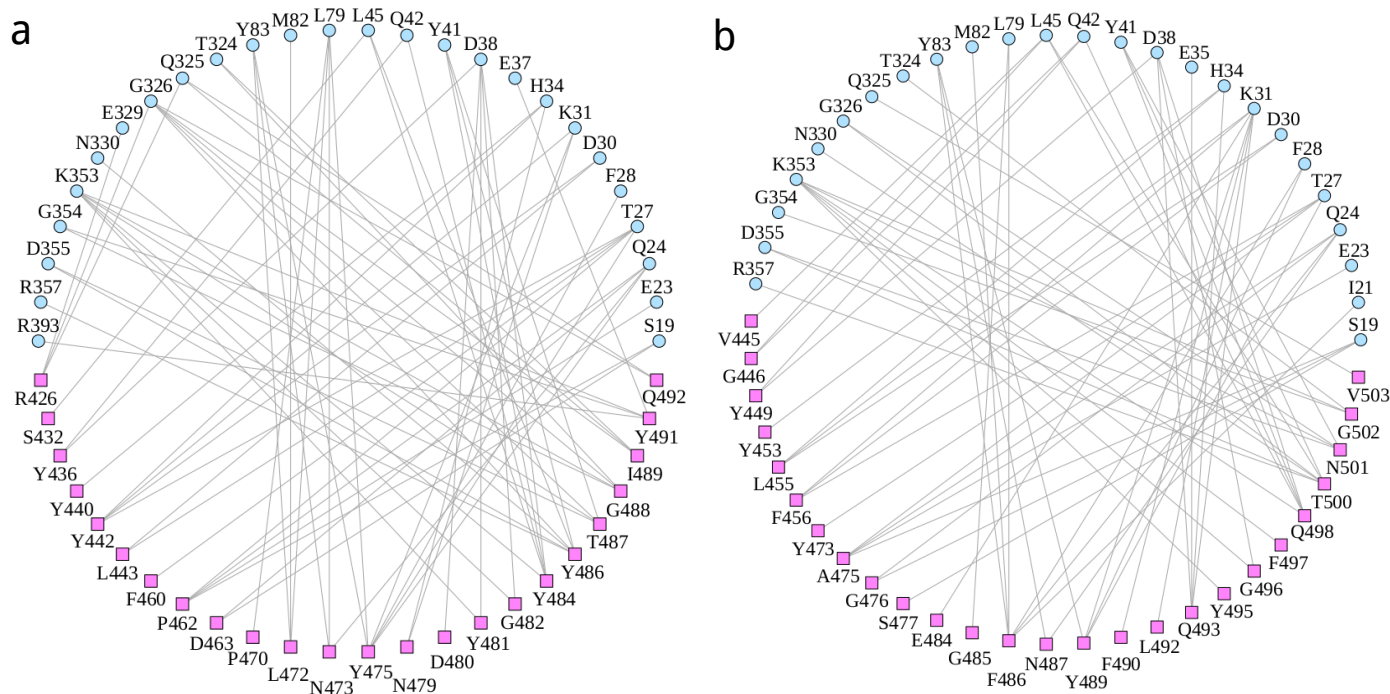 a
Y83
M82
L79
L45
Q42
Y41
D38
E37
H34
K31
D30
F28
T27
Q24
E23
S19
T324
Q325
G326
E329
N330
K353
G354
D355
R357
R393
R426
S432
Y436
Y440
Y442
L443
F460
P462
D463
P470
L472
N473
Y475
N479
D480
Y481
G482
Y484
Y486
T487
G488
I489
Y491
Q492
b
Y83
M82
L79
L45
Q42
Y41
D38
E35
H34
K31
D30
F28
T27
Q24
E23
I21
S19
T324
Q325
G326
N330
K353
G354
D355
R357
V445
G446
Y449
Y453
L455
F456
Y473
A475
G476
S477
E484
G485
F486
N487
Y489
F490
L492
Q493
Y495
G496
F497
Q498
T500
N501
G502
V503